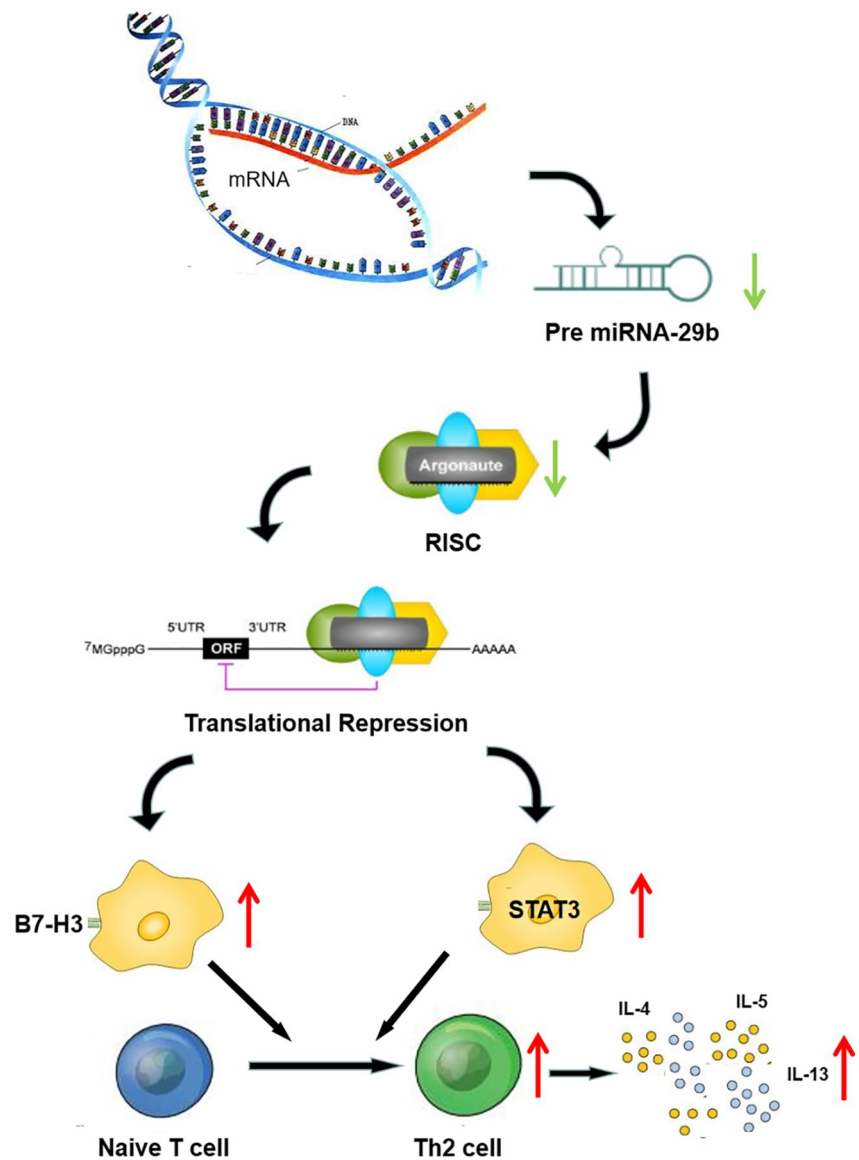 DNA
mRNA
Pre miRNA-29b
Argonaute
RISC
5'UTR
3'UTR
7MGpppG
ORF
AAAAA
Translational Repression
B7-H3
STAT3
IL-4
IL-5
IL-13
Naive T cell
Th2 cell